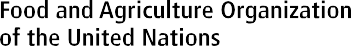 Food and Agriculture Organization
of the United Nations